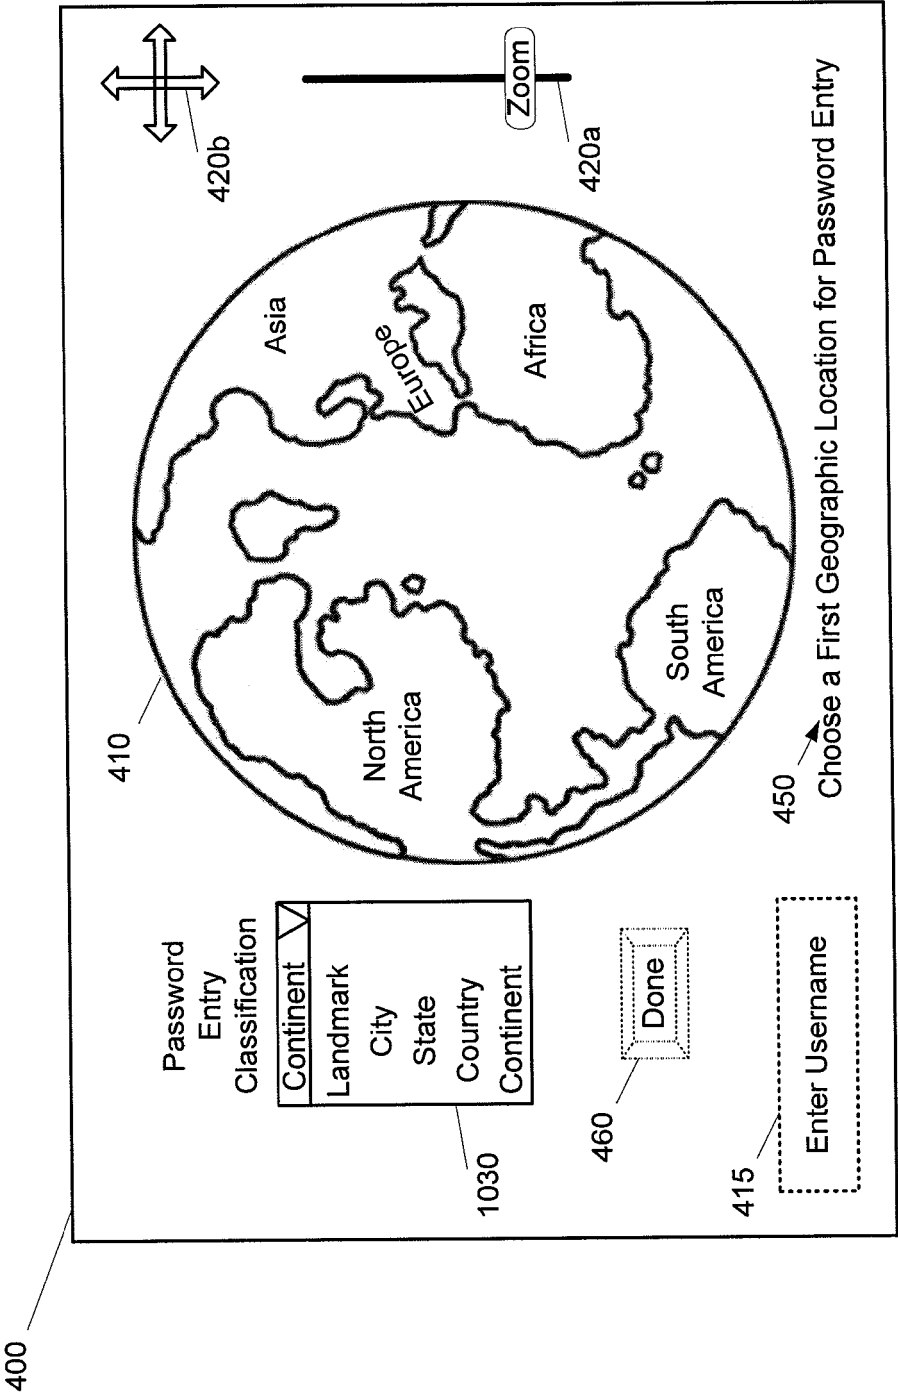 400
Password
Entry
Classification
Continent
Landmark
City
State
Country
Continent
1030
Done
460
Enter Username
415
410
North
America
South
America
Asia
Europe
Africa
420b
Zoom
420a
450
Choose a First Geographic Location for Password Entry